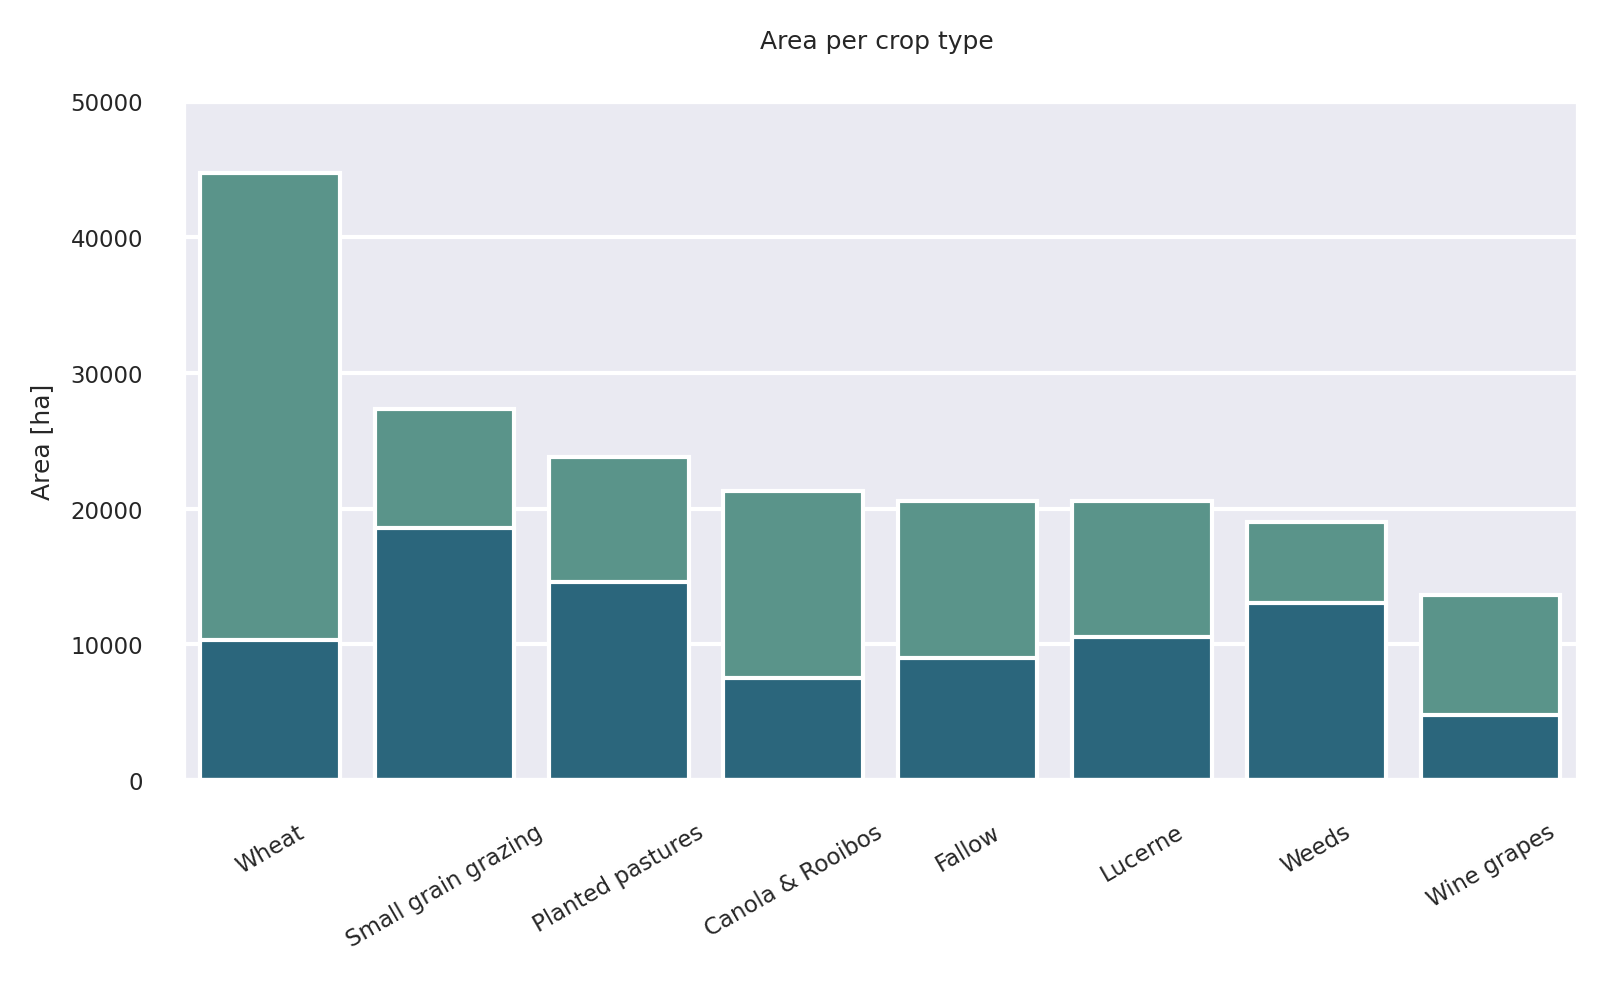 Area per crop type
50000
40000
30000
20000
10000
0
Area [ha]
Wheat
Small grain grazing
Planted pastures
Canola & Rooibos
Fallow
Lucerne
Weeds
Wine grapes